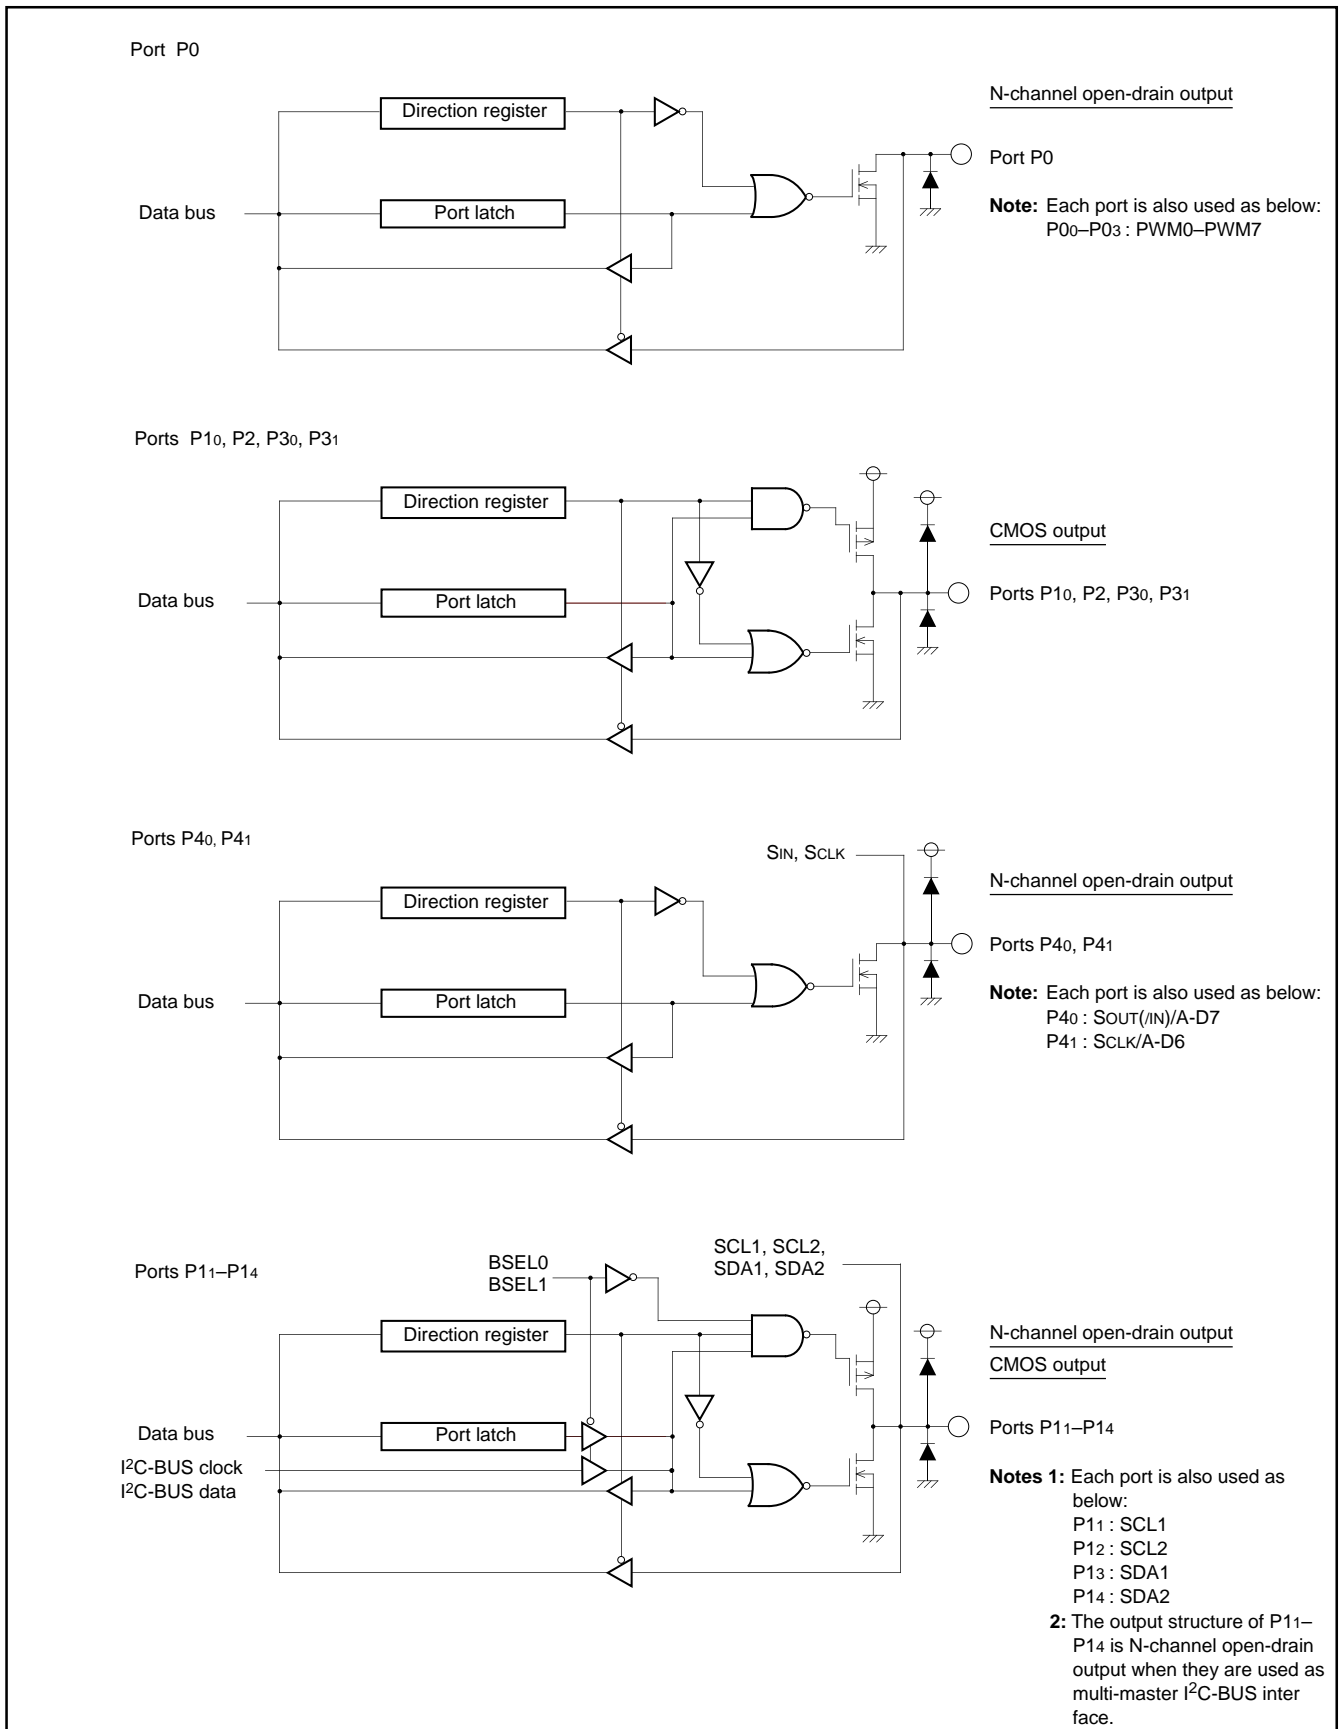 Port P0
Direction register
N-channel open-drain output
Port P0
Data bus
Port latch
Note: Each port is also used as below:
P00–P03 : PWM0–PWM7
Ports P10, P2, P30, P31
Direction register
CMOS output
Data bus
Port latch
Ports P10, P2, P30, P31
Ports P40, P41
SIN, SCLK
Direction register
N-channel open-drain output
Ports P40, P41
Data bus
Port latch
Note: Each port is also used as below:
P40 : SOUT(/IN)/A-D7
P41 : SCLK/A-D6
Ports P11–P14
BSEL0
BSEL1
SCL1, SCL2,
SDA1, SDA2
Direction register
N-channel open-drain output
CMOS output
Data bus
Port latch
Ports P11–P14
I2C-BUS clock
I2C-BUS data
Notes 1: Each port is also used as
below:
P11 : SCL1
P12 : SCL2
P13 : SDA1
P14 : SDA2
2: The output structure of P11–
P14 is N-channel open-drain
output when they are used as
multi-master I2C-BUS inter
face.